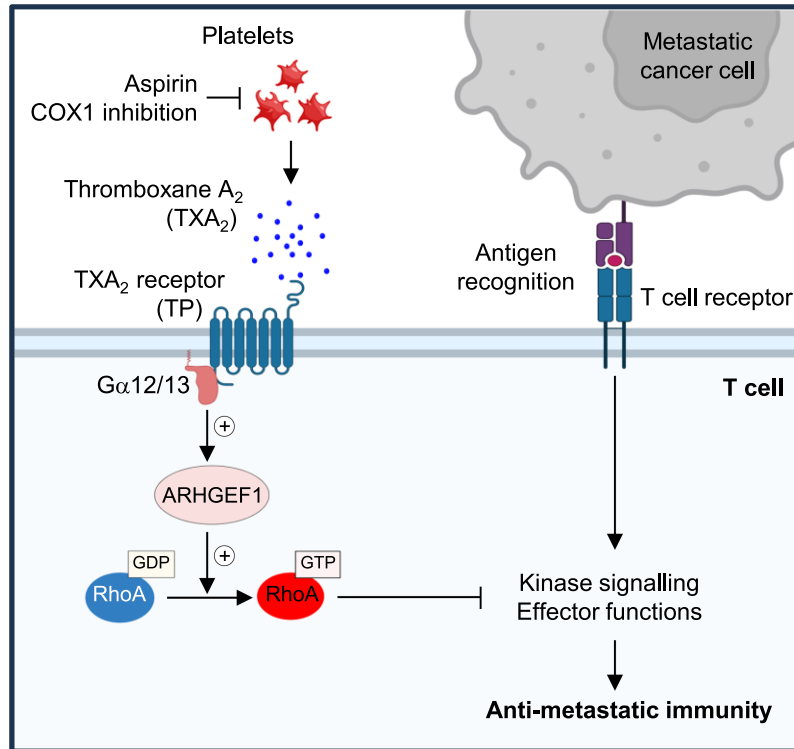 Platelets
Aspirin
COX1 inhibition
Thromboxane A₂
(TXA₂)
TXA₂ receptor
(TP)
Gα12/13
+
ARHGEF1
+
GDP
RhoA
GTP
RhoA
Metastatic
cancer cell
Antigen
recognition
T cell receptor
T cell
Kinase signalling
Effector functions
Anti-metastatic immunity